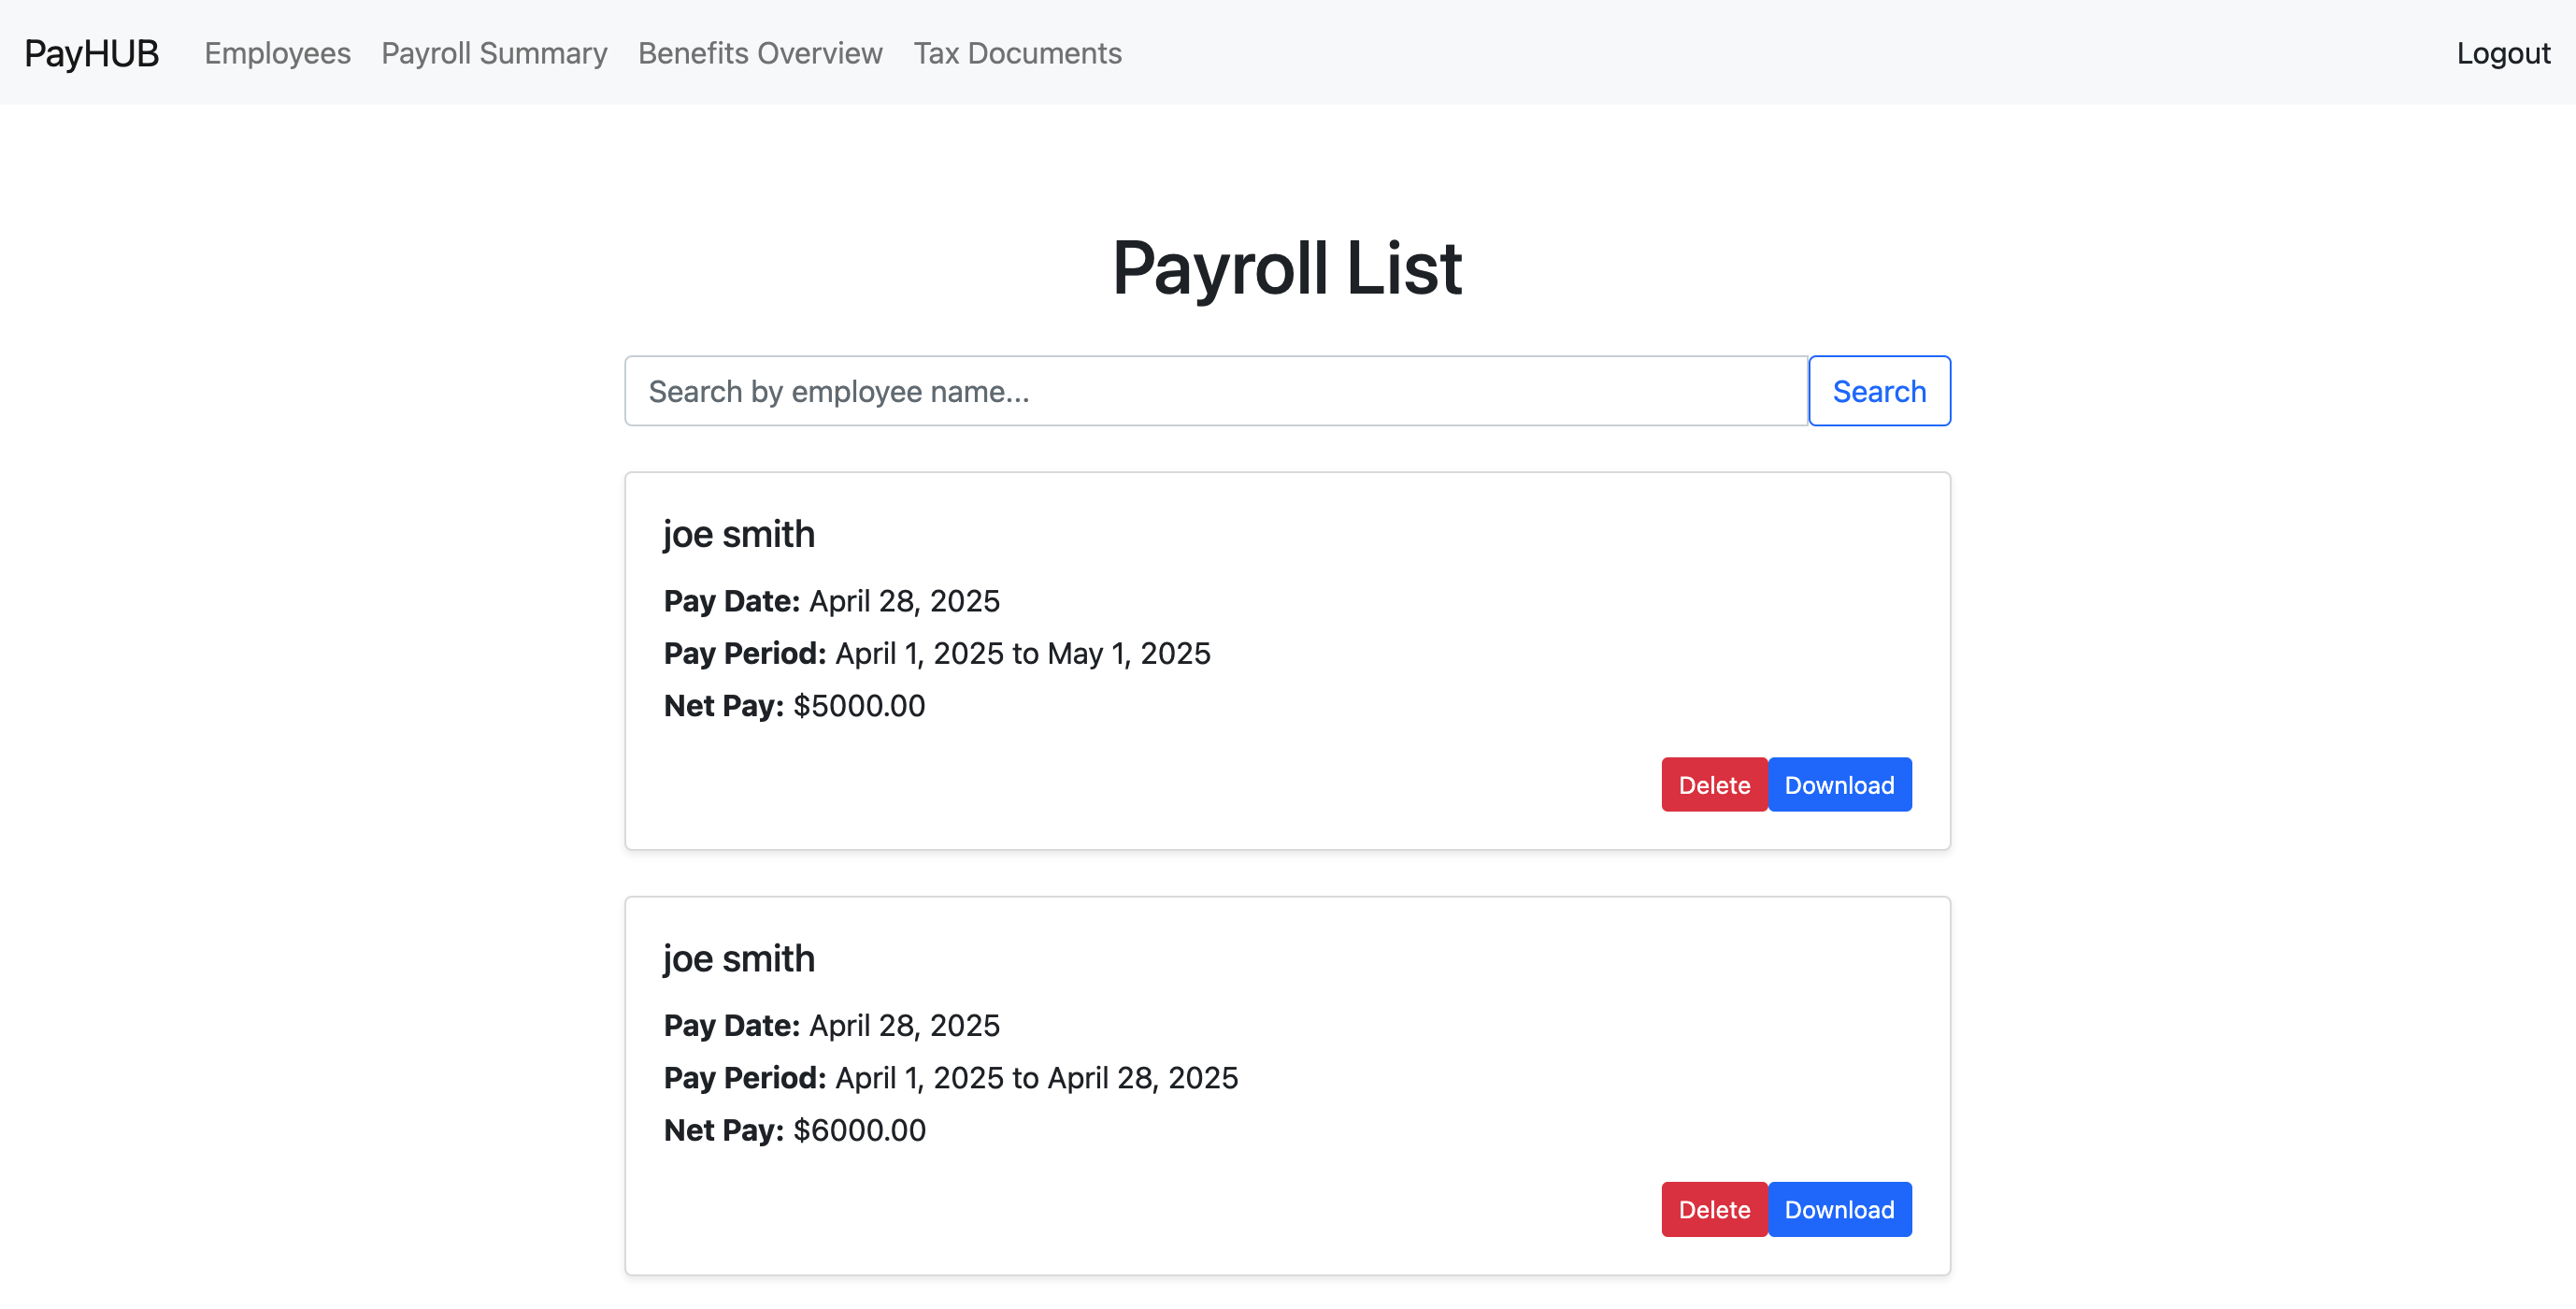 PayHUB Employees Payroll Summary Benefits Overview Tax Documents Logout
Payroll List
Search by employee name... Search
joe smith
Pay Date: April 28, 2025
Pay Period: April 1, 2025 to May 1, 2025
Net Pay: $5000.00
Delete Download
joe smith
Pay Date: April 28, 2025
Pay Period: April 1, 2025 to April 28, 2025
Net Pay: $6000.00
Delete Download